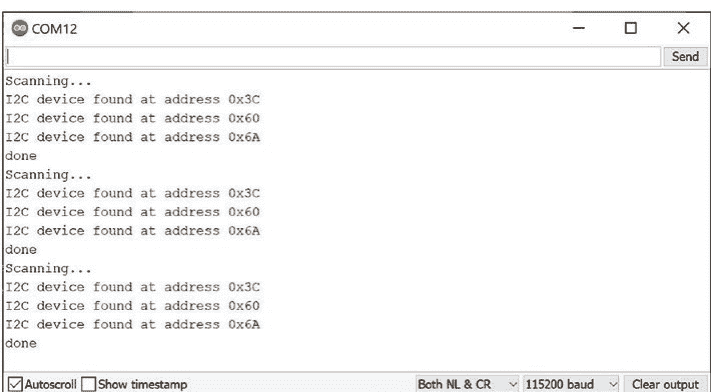 COM12
Send
Scanning...
I2C device found at address 0x3C
I2C device found at address 0x60
I2C device found at address 0x6A
done
Scanning...
I2C device found at address 0x3C
I2C device found at address 0x60
I2C device found at address 0x6A
done
Scanning...
I2C device found at address 0x3C
I2C device found at address 0x60
I2C device found at address 0x6A
done
Autoscroll Show timestamp Both NL & CR 115200 baud Clear output